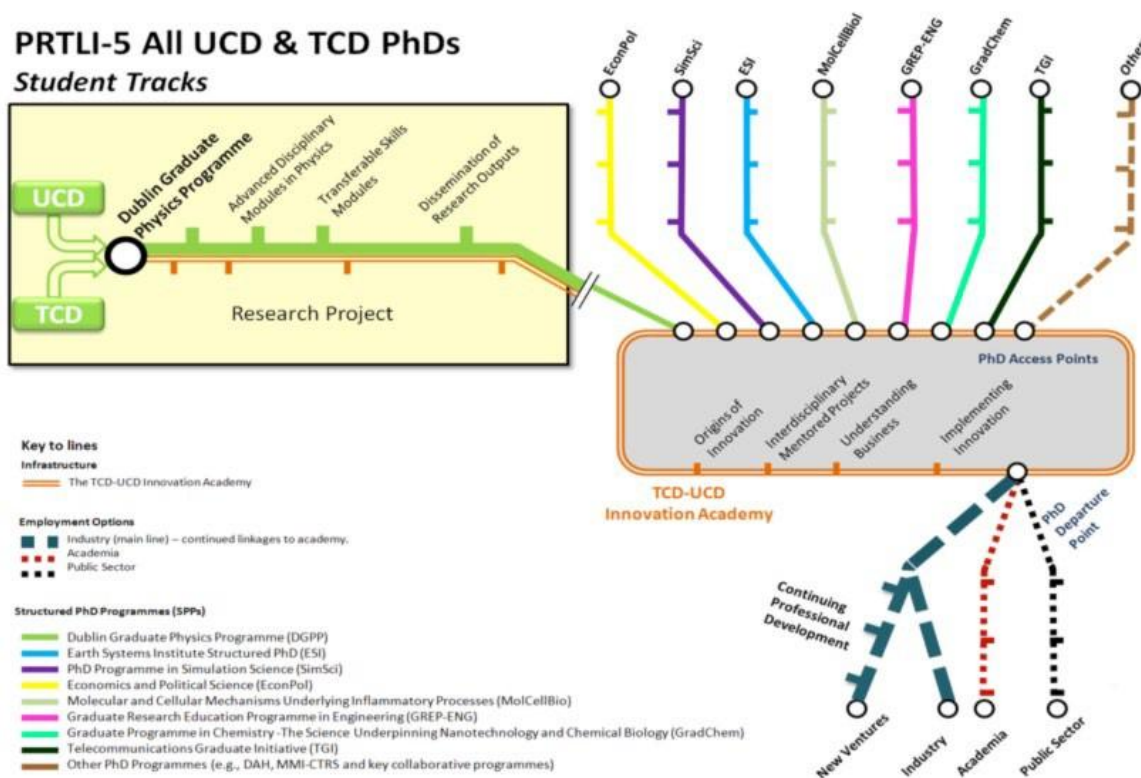 PRTLI-5 All UCD & TCD PhDs
Student Tracks
UCD
TCD
Dublin Graduate
Physics Programme
Advanced Disciplinary
Modules in Physics
Transferable Skills
Modules
Dissemination of
Research Outputs
Research Project
EconPol
SimSci
ESI
MolCellBiol
GREP-ENG
GradChem
TGI
Other
PhD Access Points
Origins of
Innovation
Interdisciplinary
Mentored Projects
Understanding
Business
Implementing
Innovation
TCD-UCD
Innovation Academy
PhD
Departure
Point
Continuing
Professional
Development
New Ventures
Industry
Academia
Public Sector
Key to lines
Infrastructure
The TCD-UCD Innovation Academy
Employment Options
Industry (main line) – continued linkages to academy.
Academia
Public Sector
Structured PhD Programmes (SPPs)
Dublin Graduate Physics Programme (DGPP)
Earth Systems Institute Structured PhD (ESI)
PhD Programme in Simulation Science (SimSci)
Economics and Political Science (EconPol)
Molecular and Cellular Mechanisms Underlying Inflammatory Processes (MolCellBio)
Graduate Research Education Programme in Engineering (GREP-ENG)
Graduate Programme in Chemistry -The Science Underpinning Nanotechnology and Chemical Biology (GradChem)
Telecommunications Graduate Initiative (TGI)
Other PhD Programmes (e.g., DAH, MMI-CTRS and key collaborative programmes)